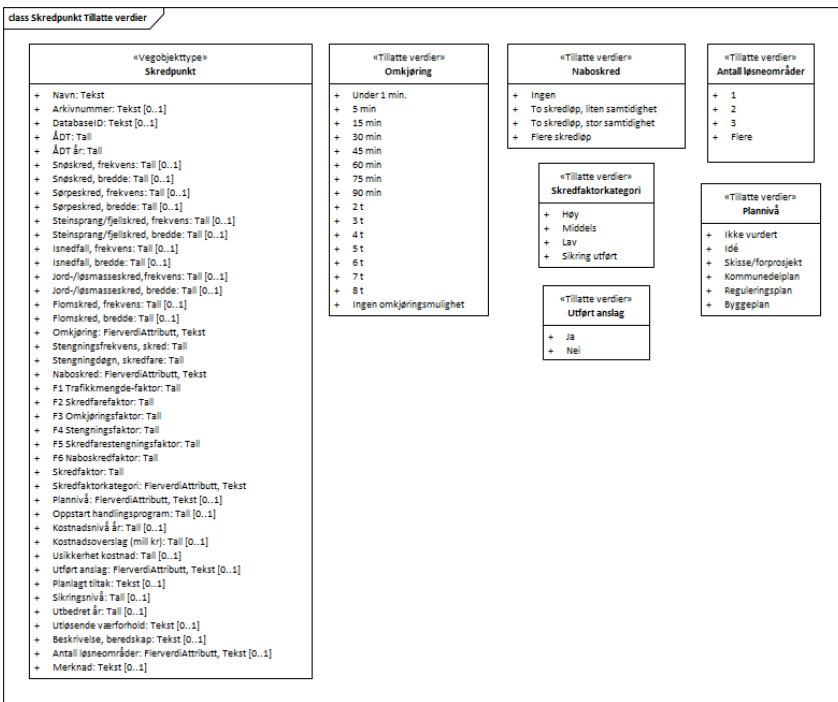 class Skredpunkt Tillatte verdier
«Vegobjekttype»
Skredpunkt
+ Navn: Tekst
+ Arkivnummer: Tekst [0..1]
+ DatabaseID: Tekst [0..1]
+ ÅDT: Tall
+ ÅDT år: Tall
+ Snøskred, frekvens: Tall [0..1]
+ Snøskred, bredde: Tall [0..1]
+ Sørpeskred, frekvens: Tall [0..1]
+ Sørpeskred, bredde: Tall [0..1]
+ Steinsprang/fjellskred, frekvens: Tall [0..1]
+ Steinsprang/fjellskred, bredde: Tall [0..1]
+ Isnedfall, frekvens: Tall [0..1]
+ Isnedfall, bredde: Tall [0..1]
+ Jord-/løsmasseskred,frekvens: Tall [0..1]
+ Jord-/løsmasseskred, bredde: Tall [0..1]
+ Flomskred, frekvens: Tall [0..1]
+ Flomskred, bredde: Tall [0..1]
+ Omkjøring: FlerverdiAttributt, Tekst
+ Stengningsfrekvens, skred: Tall
+ Stengningdøgn, skredfare: Tall
+ Naboskred: FlerverdiAttributt, Tekst
+ F1 Trafikkmengde-faktor: Tall
+ F2 Skredfarefaktor: Tall
+ F3 Omkjøringsfaktor: Tall
+ F4 Stengningsfaktor: Tall
+ F5 Skredfarestengningsfaktor: Tall
+ F6 Naboskredfaktor: Tall
+ Skredfaktor: Tall
+ Skredfaktorkategori: FlerverdiAttributt, Tekst
+ Plannivå: FlerverdiAttributt, Tekst [0..1]
+ Oppstart handlingsprogram: Tall [0..1]
+ Kostnadsnivå år: Tall [0..1]
+ Kostnadsoverslag (mill kr): Tall [0..1]
+ Usikkerhet kostnad: Tall [0..1]
+ Utført anslag: FlerverdiAttributt, Tekst [0..1]
+ Planlagt tiltak: Tekst [0..1]
+ Sikringsnivå: Tall [0..1]
+ Utbedret år: Tall [0..1]
+ Utløsende værforhold: Tekst [0..1]
+ Beskrivelse, beredskap: Tekst [0..1]
+ Antall løsneområder: FlerverdiAttributt, Tekst [0..1]
+ Merknad: Tekst [0..1]
«Tillatte verdier»
Omkjøring
+ Under 1 min.
+ 5 min
+ 15 min
+ 30 min
+ 45 min
+ 60 min
+ 75 min
+ 90 min
+ 2 t
+ 3 t
+ 4 t
+ 5 t
+ 6 t
+ 7 t
+ 8 t
+ Ingen omkjøringsmulighet
«Tillatte verdier»
Naboskred
+ Ingen
+ To skredløp, liten samtidighet
+ To skredløp, stor samtidighet
+ Flere skredløp
«Tillatte verdier»
Skredfaktorkategori
+ Høy
+ Middels
+ Lav
+ Sikring utført
«Tillatte verdier»
Utført anslag
+ Ja
+ Nei
«Tillatte verdier»
Antall løsneområder
+ 1
+ 2
+ 3
+ Flere
«Tillatte verdier»
Plannivå
+ Ikke vurdert
+ Idé
+ Skisse/forprosjekt
+ Kommunedelplan
+ Reguleringsplan
+ Byggeplan